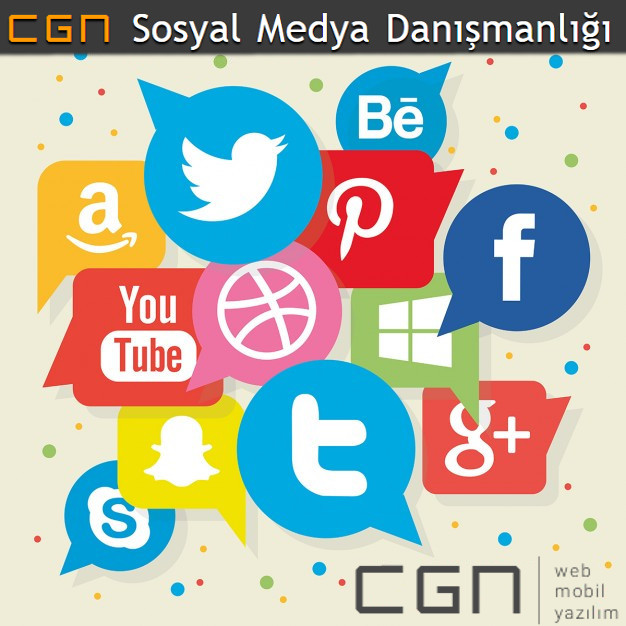 CGN Sosyal Medya Danışmanlığı
Bē
a
f
You
Tube
t
g+
S
CGN
web
mobil
yazılım